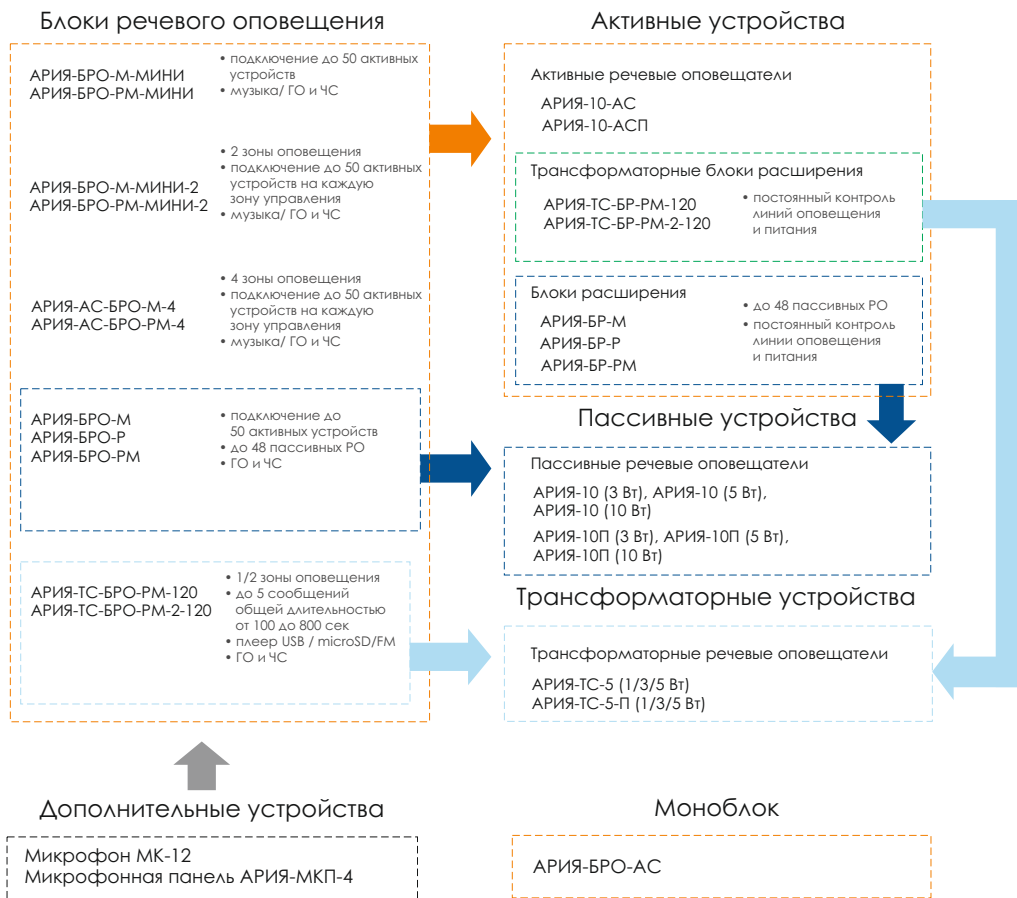 Блоки речевого оповещения
АРИЯ-БРО-М-МИНИ
АРИЯ-БРО-РМ-МИНИ
• подключение до 50 активных
устройств
• музыка/ ГО и ЧС
АРИЯ-БРО-М-МИНИ-2
АРИЯ-БРО-РМ-МИНИ-2
• 2 зоны оповещения
• подключение до 50 активных
устройств на каждую
зону управления
• музыка/ ГО и ЧС
АРИЯ-АС-БРО-М-4
АРИЯ-АС-БРО-РМ-4
• 4 зоны оповещения
• подключение до 50 активных
устройств на каждую
зону управления
• музыка/ ГО и ЧС
АРИЯ-БРО-М
АРИЯ-БРО-Р
АРИЯ-БРО-РМ
• подключение до
50 активных устройств
• до 48 пассивных РО
• ГО и ЧС
АРИЯ-ТС-БРО-РМ-120
АРИЯ-ТС-БРО-РМ-2-120
• 1/2 зоны оповещения
• до 5 сообщений
общей длительностью
от 100 до 800 сек
• плеер USB / microSD/FM
• ГО и ЧС
Дополнительные устройства
Микрофон МК-12
Микрофонная панель АРИЯ-МКП-4
Активные устройства
Активные речевые оповещатели
АРИЯ-10-АС
АРИЯ-10-АСП
Трансформаторные блоки расширения
АРИЯ-ТС-БР-РМ-120
АРИЯ-ТС-БР-РМ-2-120
• постоянный контроль
линий оповещения
и питания
Блоки расширения
АРИЯ-БР-М
АРИЯ-БР-Р
АРИЯ-БР-РМ
• до 48 пассивных РО
• постоянный контроль
линии оповещения
и питания
Пассивные устройства
Пассивные речевые оповещатели
АРИЯ-10 (3 Вт), АРИЯ-10 (5 Вт),
АРИЯ-10 (10 Вт)
АРИЯ-10П (3 Вт), АРИЯ-10П (5 Вт),
АРИЯ-10П (10 Вт)
Трансформаторные устройства
Трансформаторные речевые оповещатели
АРИЯ-ТС-5 (1/3/5 Вт)
АРИЯ-ТС-5-П (1/3/5 Вт)
Моноблок
АРИЯ-БРО-АС